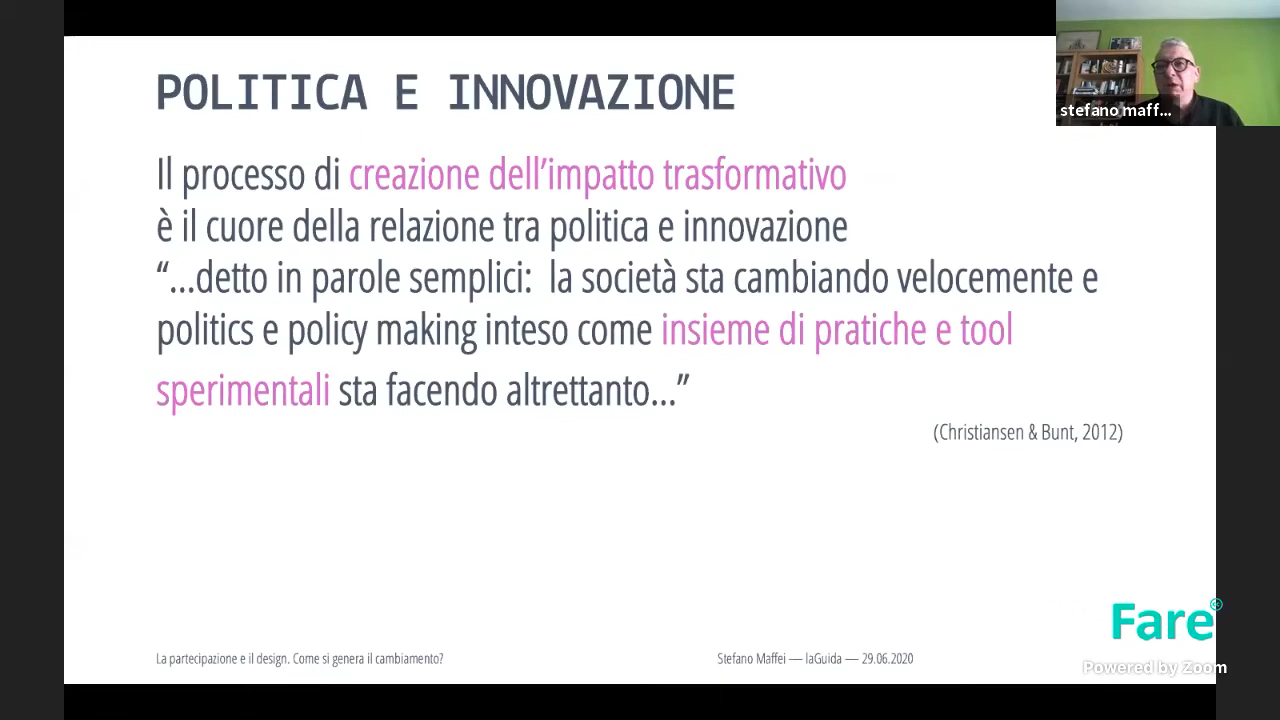 POLITICA E INNOVAZIONE
stefano maff...
Il processo di creazione dell’impatto trasformativo
è il cuore della relazione tra politica e innovazione
“...detto in parole semplici: la società sta cambiando velocemente e
politics e policy making inteso come insieme di pratiche e tool
sperimentali sta facendo altrettanto...”
(Christiansen & Bunt, 2012)
Fare
La partecipazione e il design. Come si genera il cambiamento?
Stefano Maffei — laGuida — 29.06.2020
Powered by Zoom